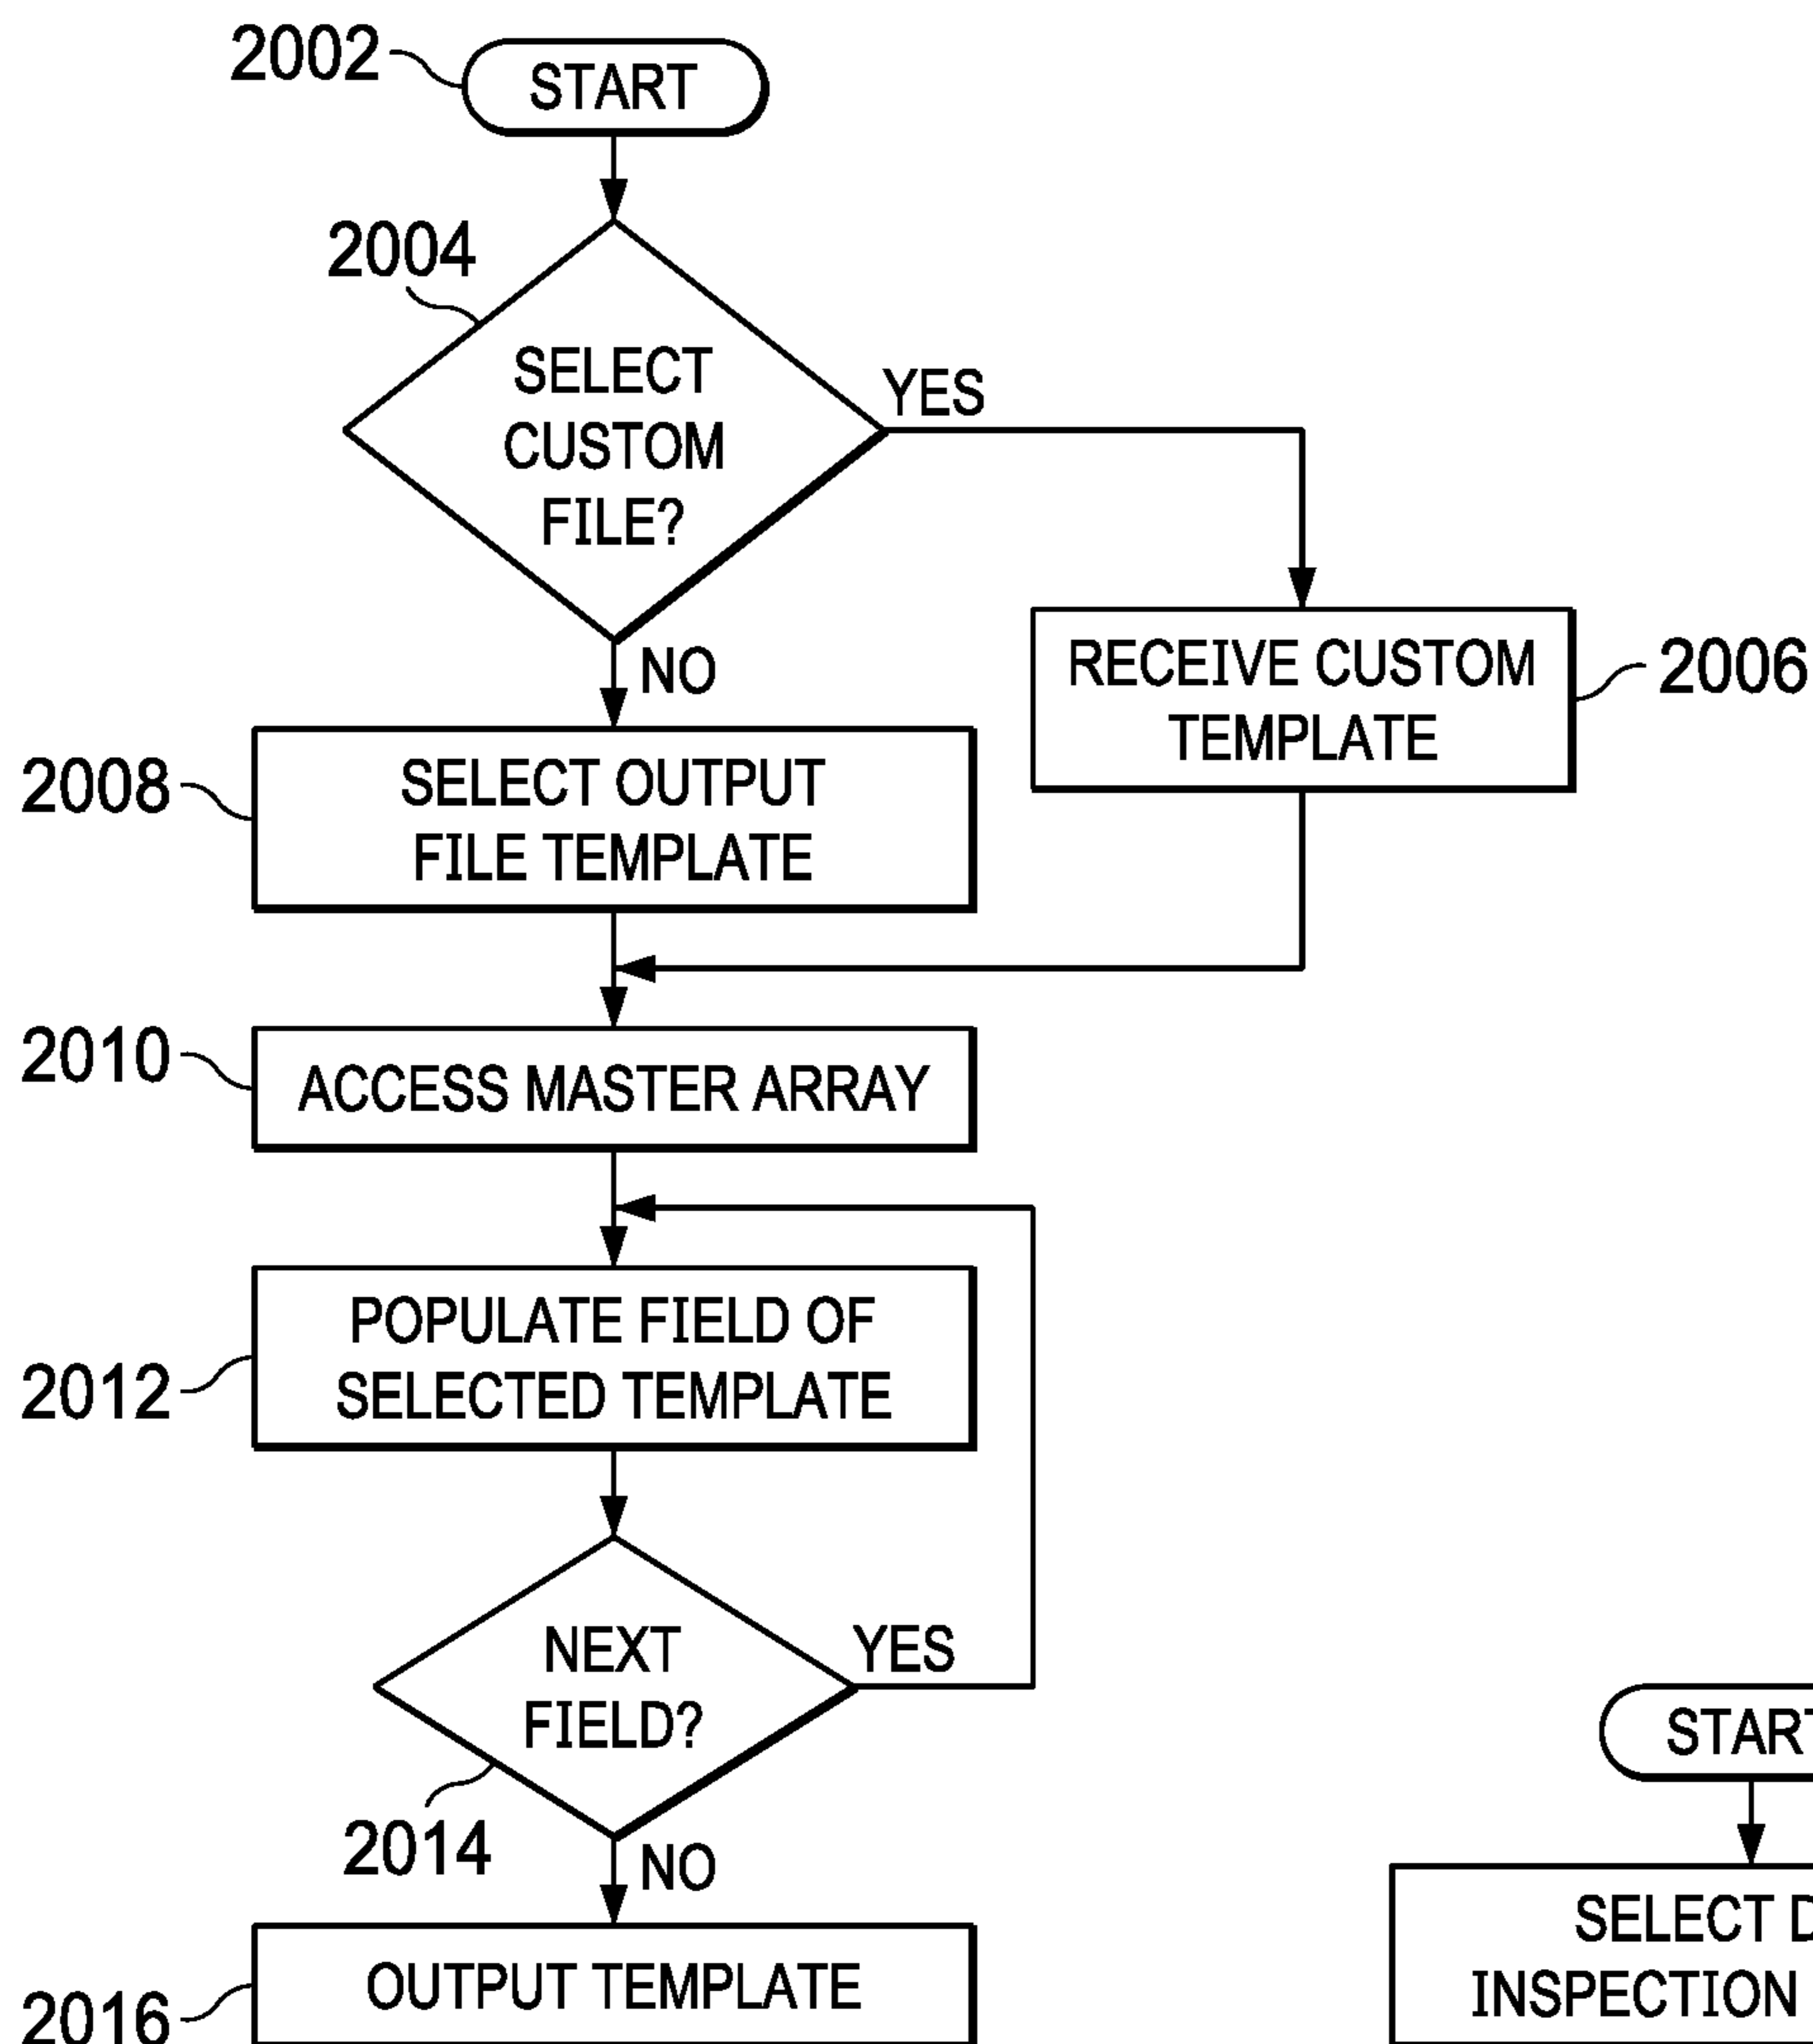 2002
START
2004
SELECT
CUSTOM
FILE?
YES
NO
RECEIVE CUSTOM
TEMPLATE
2006
2008
SELECT OUTPUT
FILE TEMPLATE
2010
ACCESS MASTER ARRAY
2012
POPULATE FIELD OF
SELECTED TEMPLATE
NEXT
FIELD?
YES
2014
NO
2016
OUTPUT TEMPLATE
START
SELECT
INSPECTION